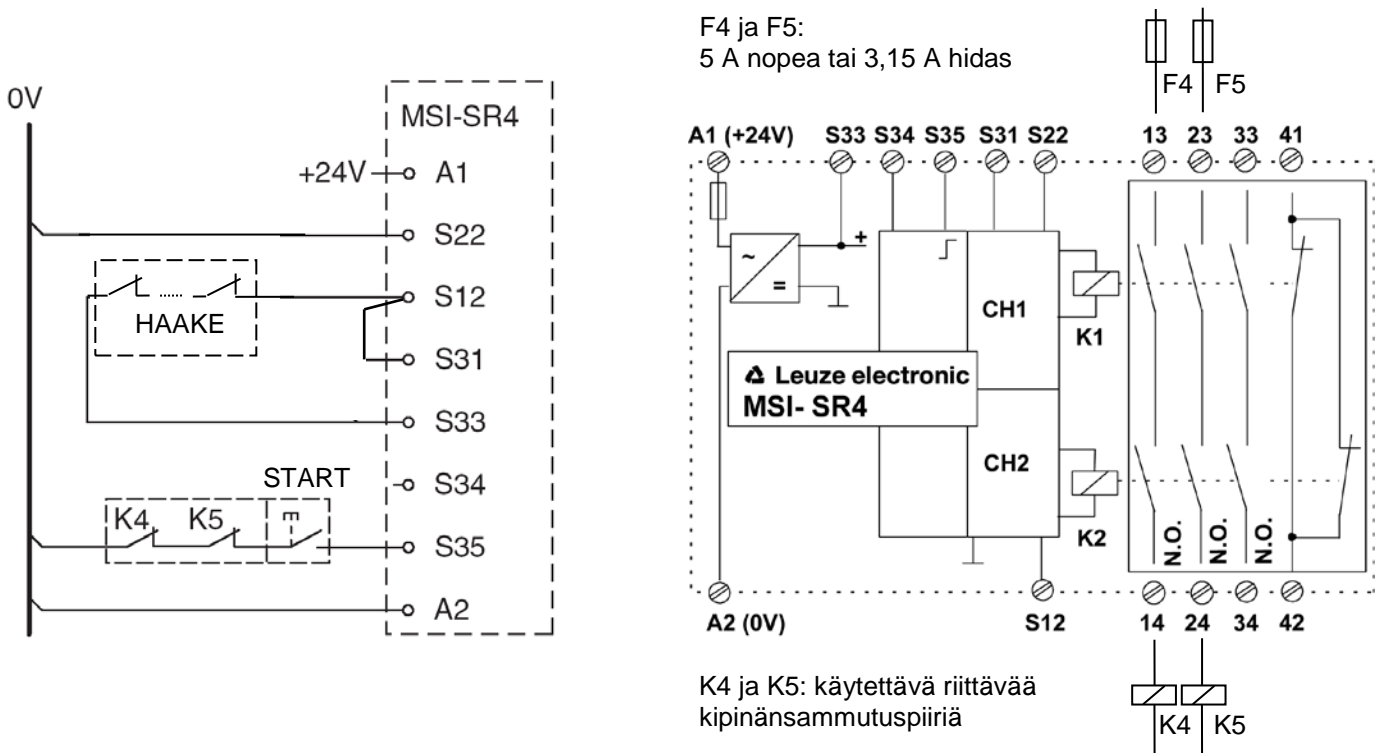 0V
MSI-SR4
+24V
A1
S22
S12
HAAKE
S31
S33
S34
START
K4
K5
E
S35
A2
F4 ja F5:
5 A nopea tai 3,15 A hidas
F4
F5
A1 (+24V)
S33
S34
S35
S31
S22
13
23
33
41
+
~
=
CH1
K1
Leuze electronic
MSI- SR4
CH2
K2
N.O.
N.O.
N.O.
A2 (0V)
S12
14
24
34
42
K4 ja K5: käytettävä riittävää
kipinänsammutuspiiriä
K4
K5